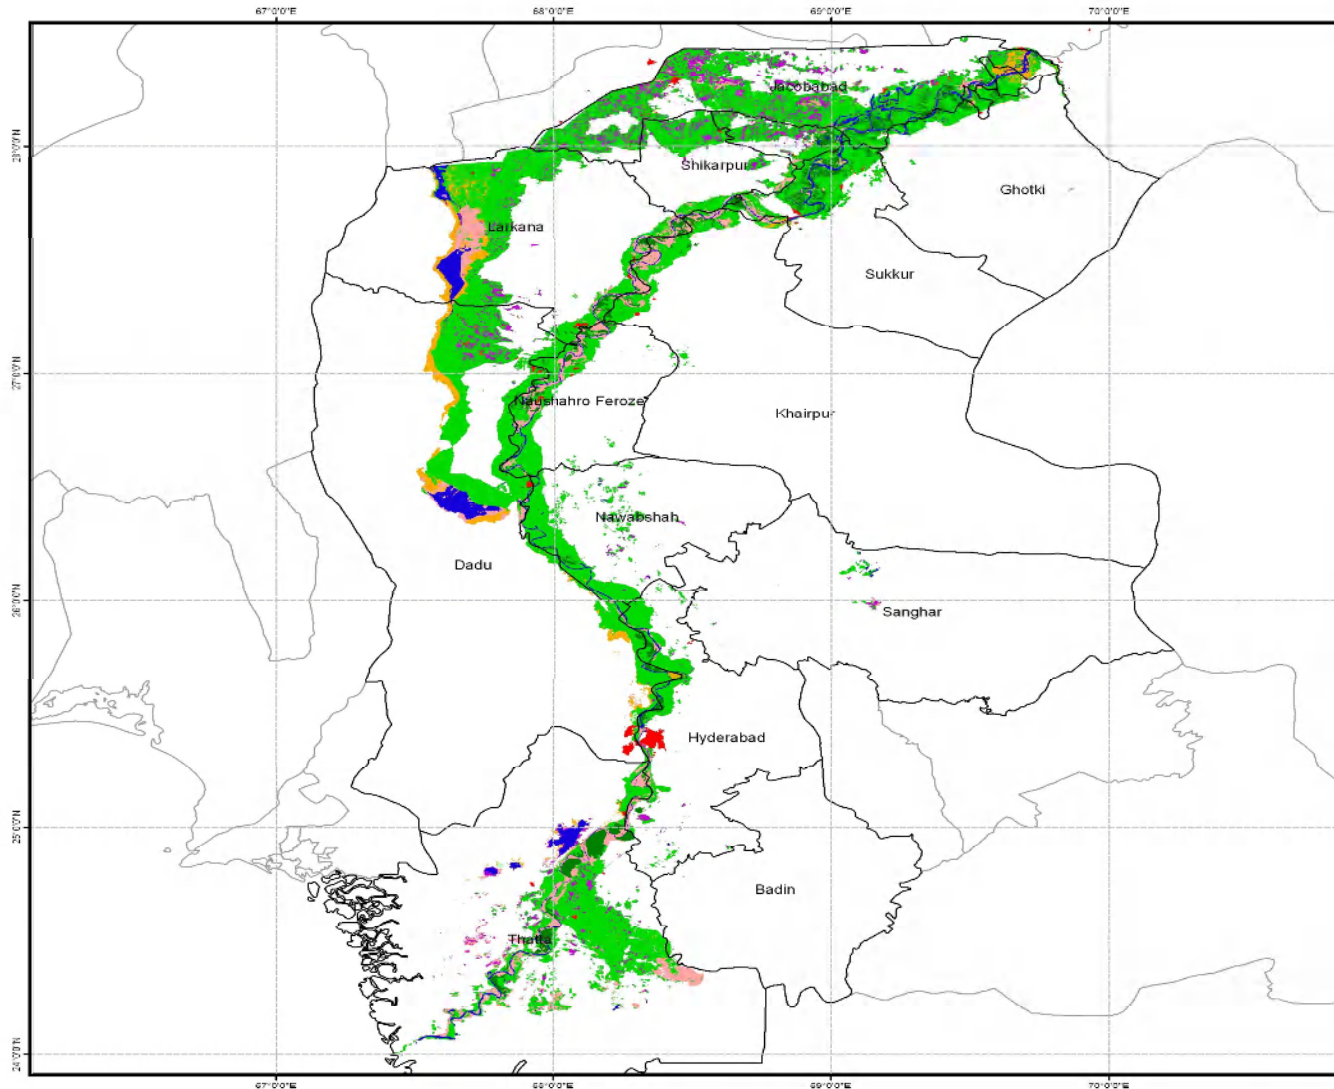 67°0'0"E 68°0'0"E 69°0'0"E 70°0'0"E
Jacobabad
28°0'0"N
Shikarpur
Ghotki
Larkana
Sukkur
27°0'0"N
Naushahro Feroze
Khairpur
Nawabshah
Dadu
26°0'0"N
Sanghar
Hyderabad
25°0'0"N
Badin
Thatta
24°0'0"N
67°0'0"E 68°0'0"E 69°0'0"E 70°0'0"E